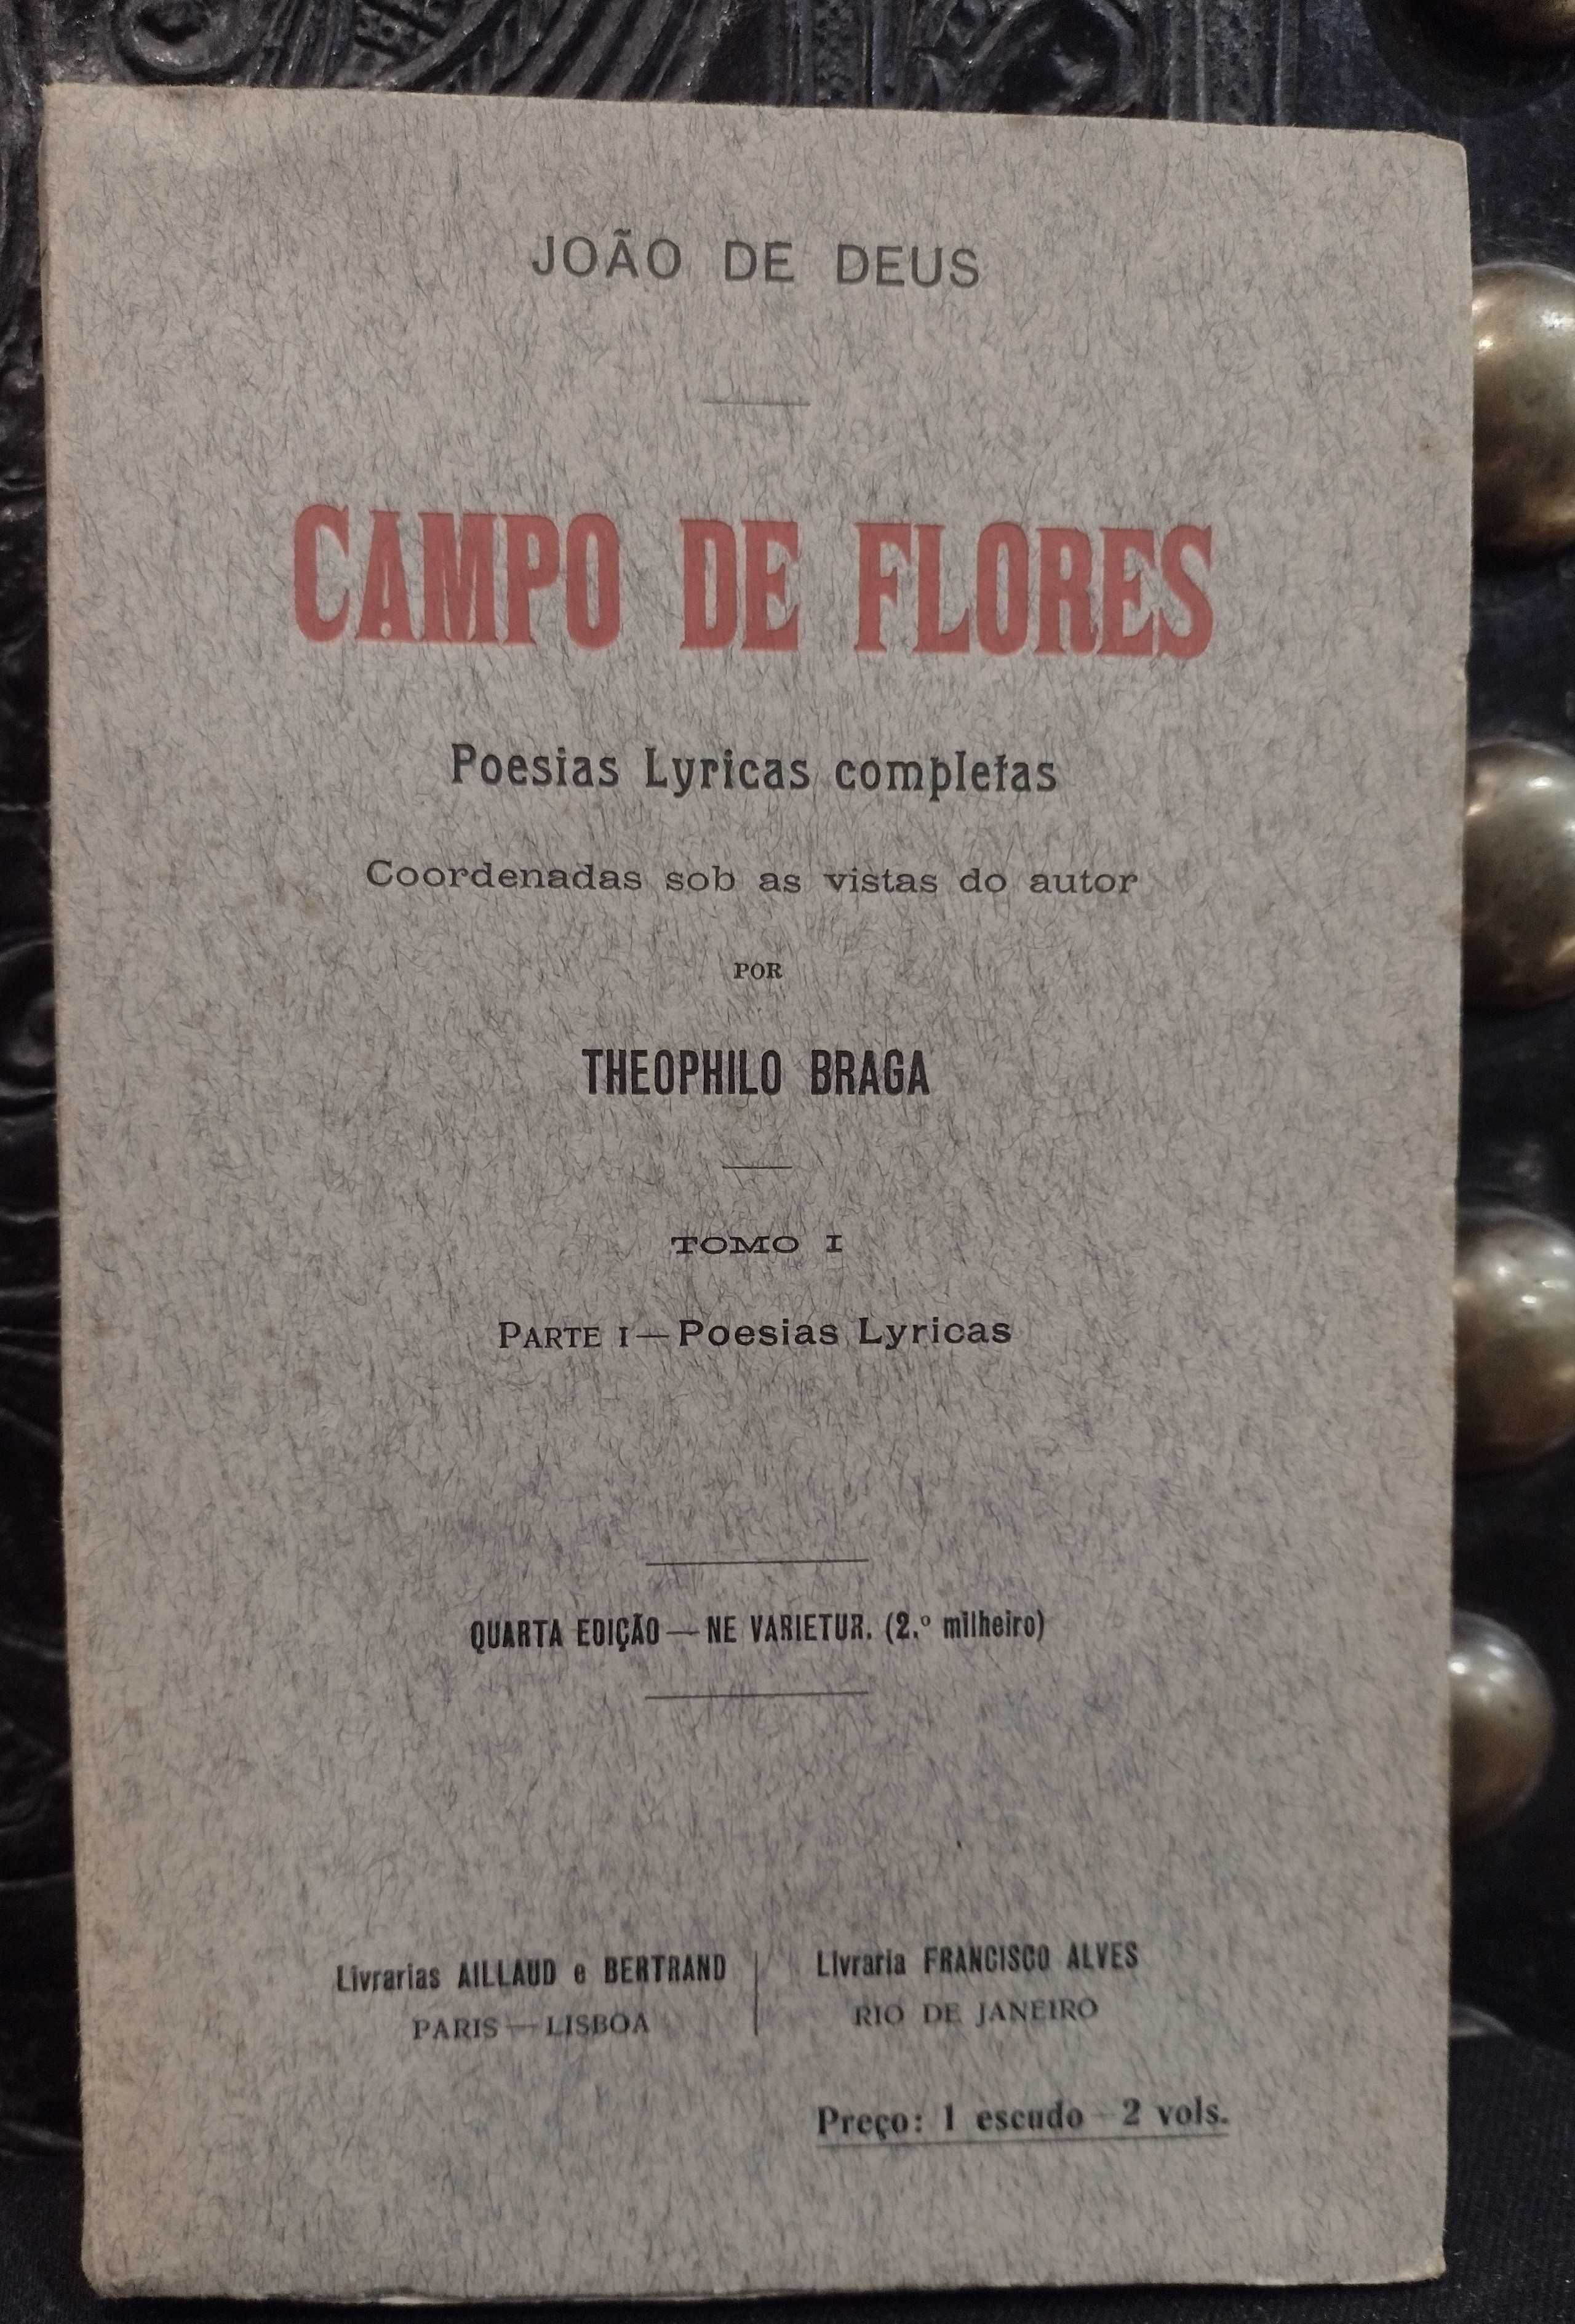 JOÃO DE DEUS
CAMPO DE FLORES
Poesias Lyricas completas
Coordenadas sob as vistas do autor
POR
THEOPHILO BRAGA
TOMO I
PARTE I—Poesias Lyricas
QUARTA EDIÇÃO—NE VARIETUR. (2.º milheiro)
Livrarias AILLAUD e BERTRAND
PARIS—LISBOA
Livraria FRANCISCO ALVES
RIO DE JANEIRO
Preço: 1 escudo - 2 vols.